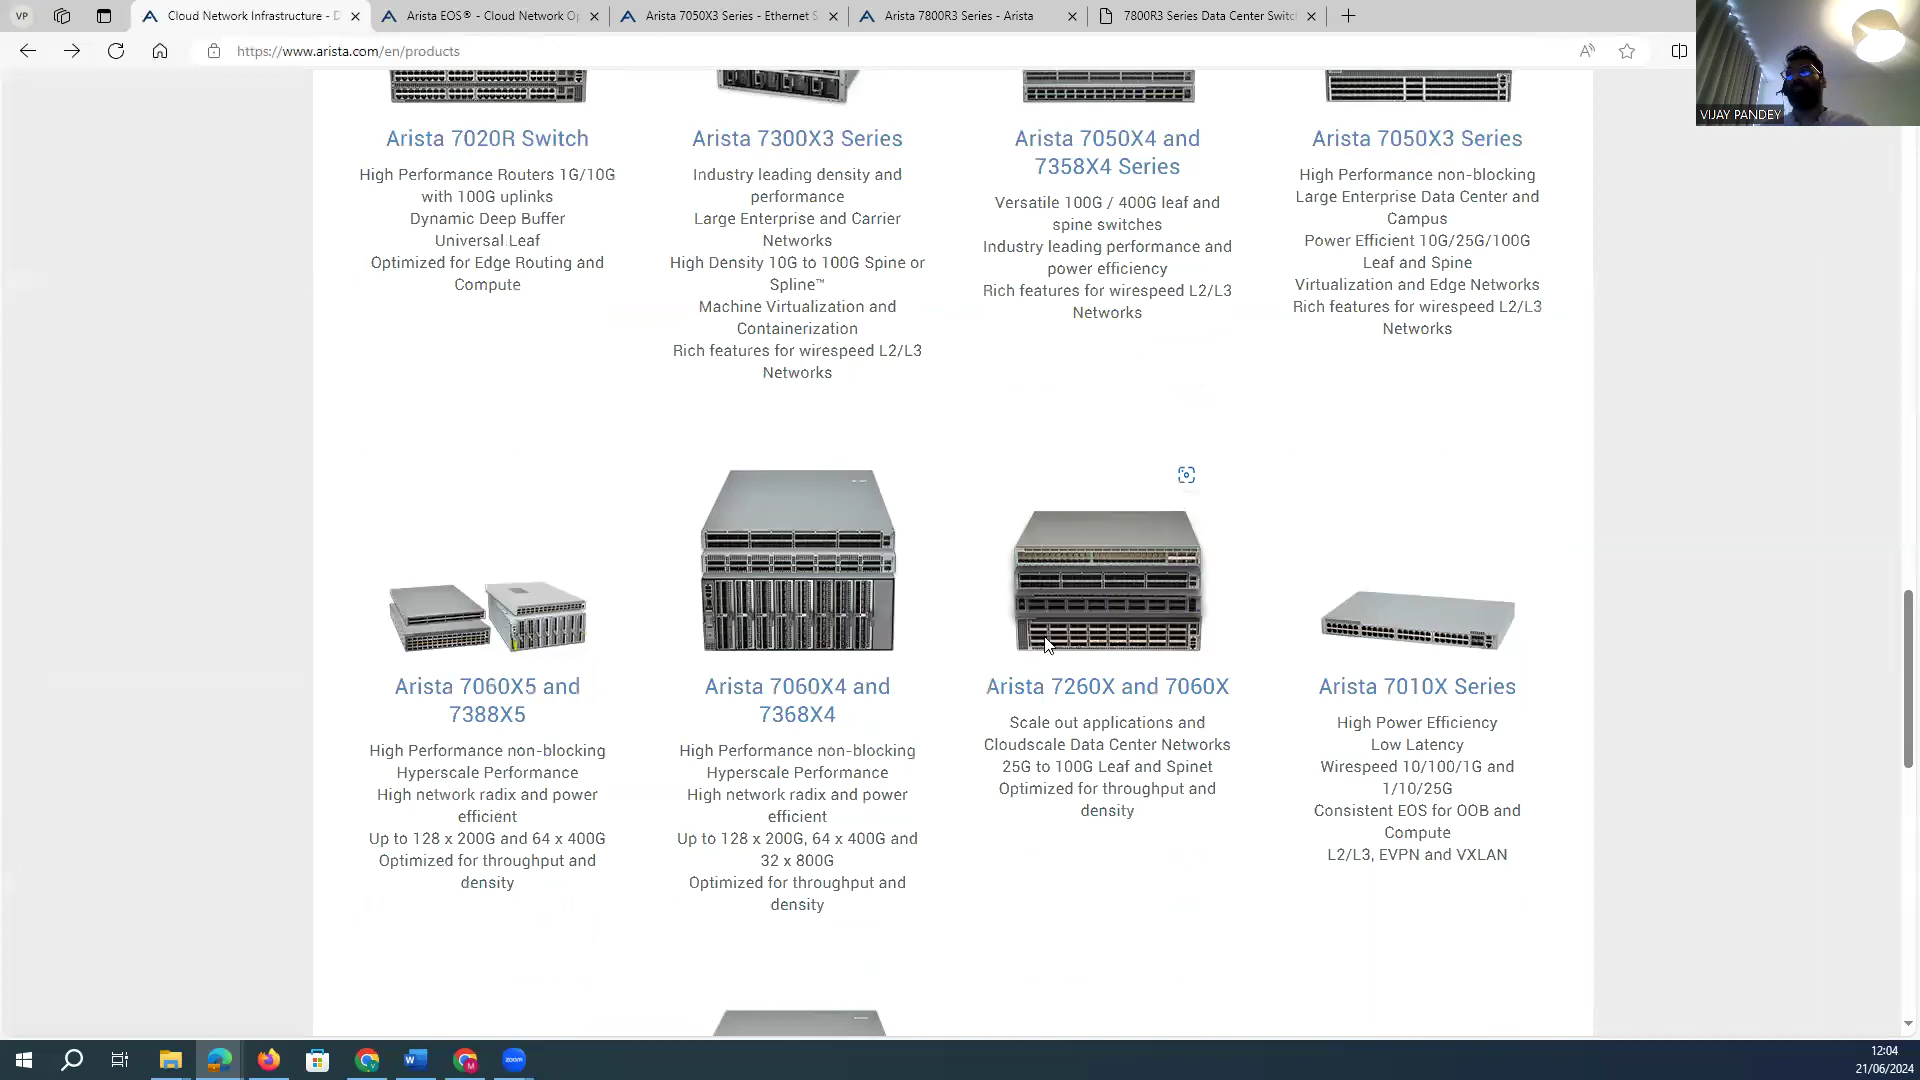 VP
Cloud Network Infrastructure - D
Arista EOS® - Cloud Network Op
Arista 7050X3 Series - Ethernet S
Arista 7800R3 Series - Arista
7800R3 Series Data Center Switc
https://www.arista.com/en/products
VIJAY PANDEY
Arista 7020R Switch
High Performance Routers 1G/10G
with 100G uplinks
Dynamic Deep Buffer
Universal Leaf
Optimized for Edge Routing and
Compute
Arista 7300X3 Series
Industry leading density and
performance
Large Enterprise and Carrier
Networks
High Density 10G to 100G Spine or
Spline™
Machine Virtualization and
Containerization
Rich features for wirespeed L2/L3
Networks
Arista 7050X4 and
7358X4 Series
Versatile 100G / 400G leaf and
spine switches
Industry leading performance and
power efficiency
Rich features for wirespeed L2/L3
Networks
Arista 7050X3 Series
High Performance non-blocking
Large Enterprise Data Center and
Campus
Power Efficient 10G/25G/100G
Leaf and Spine
Virtualization and Edge Networks
Rich features for wirespeed L2/L3
Networks
Arista 7060X5 and
7388X5
High Performance non-blocking
Hyperscale Performance
High network radix and power
efficient
Up to 128 x 200G and 64 x 400G
Optimized for throughput and
density
Arista 7060X4 and
7368X4
High Performance non-blocking
Hyperscale Performance
High network radix and power
efficient
Up to 128 x 200G, 64 x 400G and
32 x 800G
Optimized for throughput and
density
Arista 7260X and 7060X
Scale out applications and
Cloudscale Data Center Networks
25G to 100G Leaf and Spinet
Optimized for throughput and
density
Arista 7010X Series
High Power Efficiency
Low Latency
Wirespeed 10/100/1G and
1/10/25G
Consistent EOS for OOB and
Compute
L2/L3, EVPN and VXLAN
zoom
12:04
21/06/2024